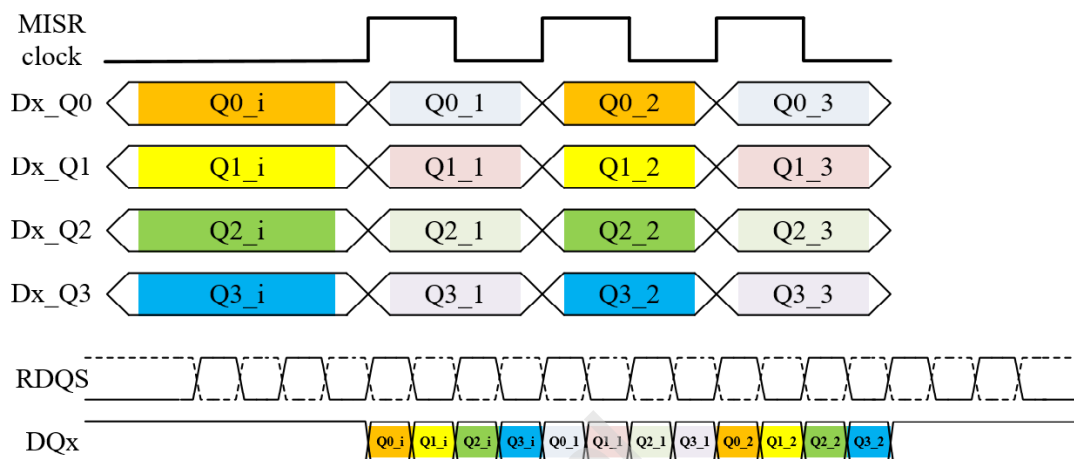 MISR
clock
Dx_Q0 Q0_i Q0_1 Q0_2 Q0_3
Dx_Q1 Q1_i Q1_1 Q1_2 Q1_3
Dx_Q2 Q2_i Q2_1 Q2_2 Q2_3
Dx_Q3 Q3_i Q3_1 Q3_2 Q3_3
RDQS
DQx Q0_i Q1_i Q2_i Q3_i Q0_1 Q1_1 Q2_1 Q3_1 Q0_2 Q1_2 Q2_2 Q3_2